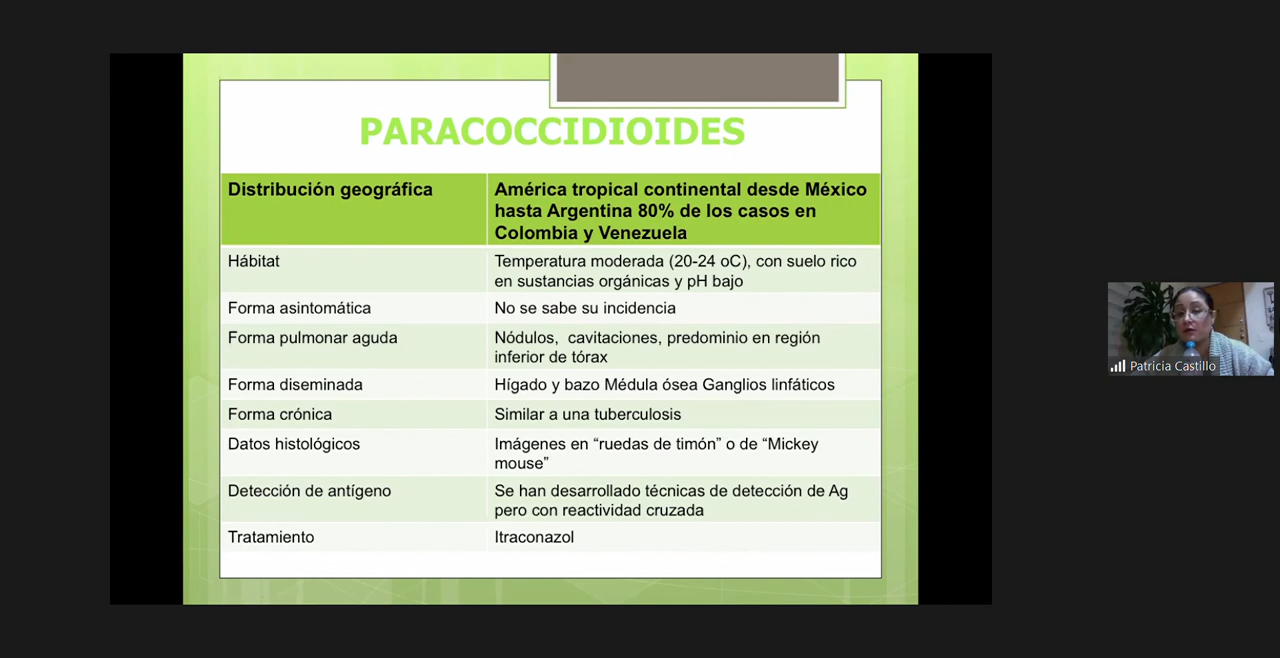 PARACOCCIDIOIDES
Distribución geográfica
América tropical continental desde México
hasta Argentina 80% de los casos en
Colombia y Venezuela
Hábitat
Temperatura moderada (20-24 oC), con suelo rico
en sustancias orgánicas y pH bajo
Forma asintomática
No se sabe su incidencia
Forma pulmonar aguda
Nódulos, cavitaciones, predominio en región
inferior de tórax
Forma diseminada
Hígado y bazo Médula ósea Ganglios linfáticos
Forma crónica
Similar a una tuberculosis
Datos histológicos
Imágenes en “ruedas de timón” o de “Mickey
mouse”
Detección de antígeno
Se han desarrollado técnicas de detección de Ag
pero con reactividad cruzada
Tratamiento
Itraconazol
Patricia Castillo